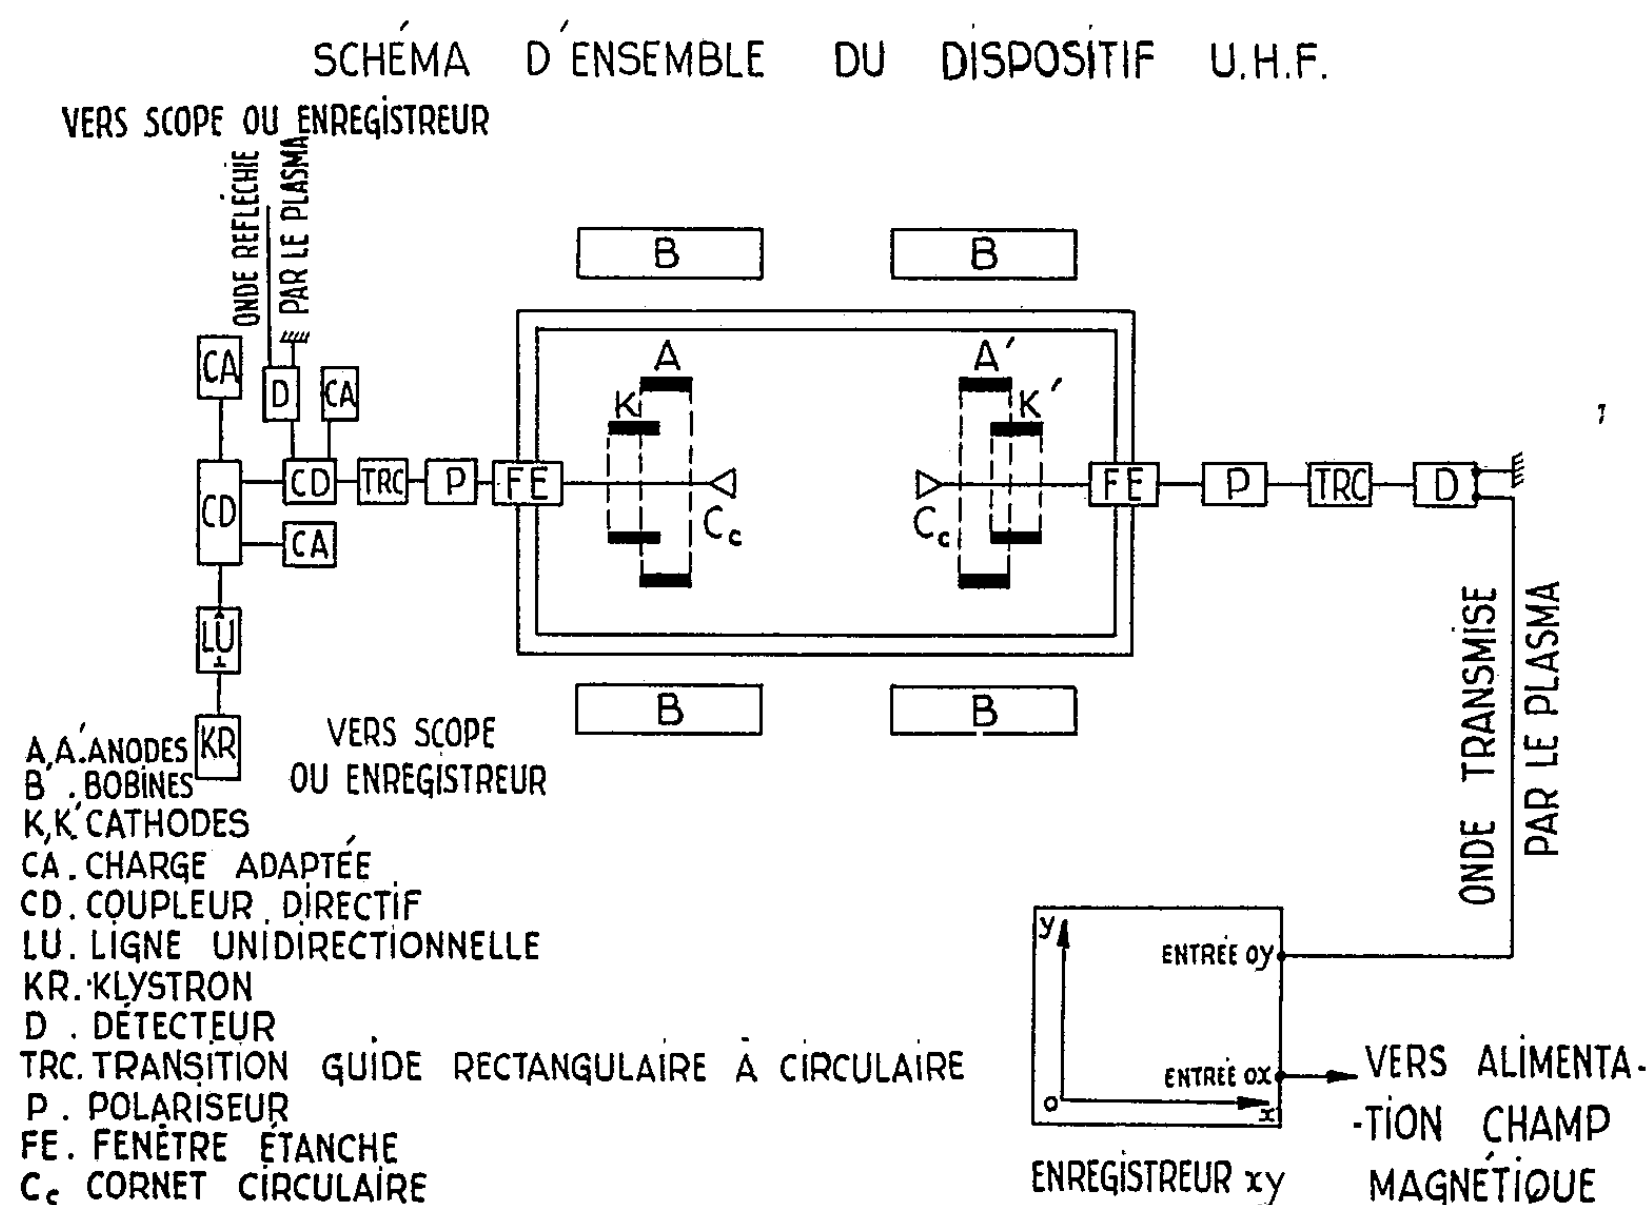 SCHÉMA D'ENSEMBLE DU DISPOSITIF U.H.F.
VERS SCOPE OU ENREGISTREUR
ONDE REFLÉCHIE
PAR LE PLASMA
B
B
CA
D
CA
A
A'
K
K'
CD
CD
TRC
P
FE
FE
P
TRC
D
Cc
Cc
CA
LU
KR
B
B
VERS SCOPE
OU ENREGISTREUR
ONDE TRANSMISE
PAR LE PLASMA
A,A'.ANODES
B .BOBINES
K,K'CATHODES
CA.CHARGE ADAPTÉE
CD.COUPLEUR DIRECTIF
LU.LIGNE UNIDIRECTIONNELLE
KR.KLYSTRON
D . DÉTECTEUR
TRC.TRANSITION GUIDE RECTANGULAIRE À CIRCULAIRE
P . POLARISEUR
FE. FENÊTRE ÉTANCHE
Cc CORNET CIRCULAIRE
y
ENTRÉE oy
ENTRÉE ox
o
x
ENREGISTREUR xy
VERS ALIMENTA-
-TION CHAMP
MAGNÉTIQUE